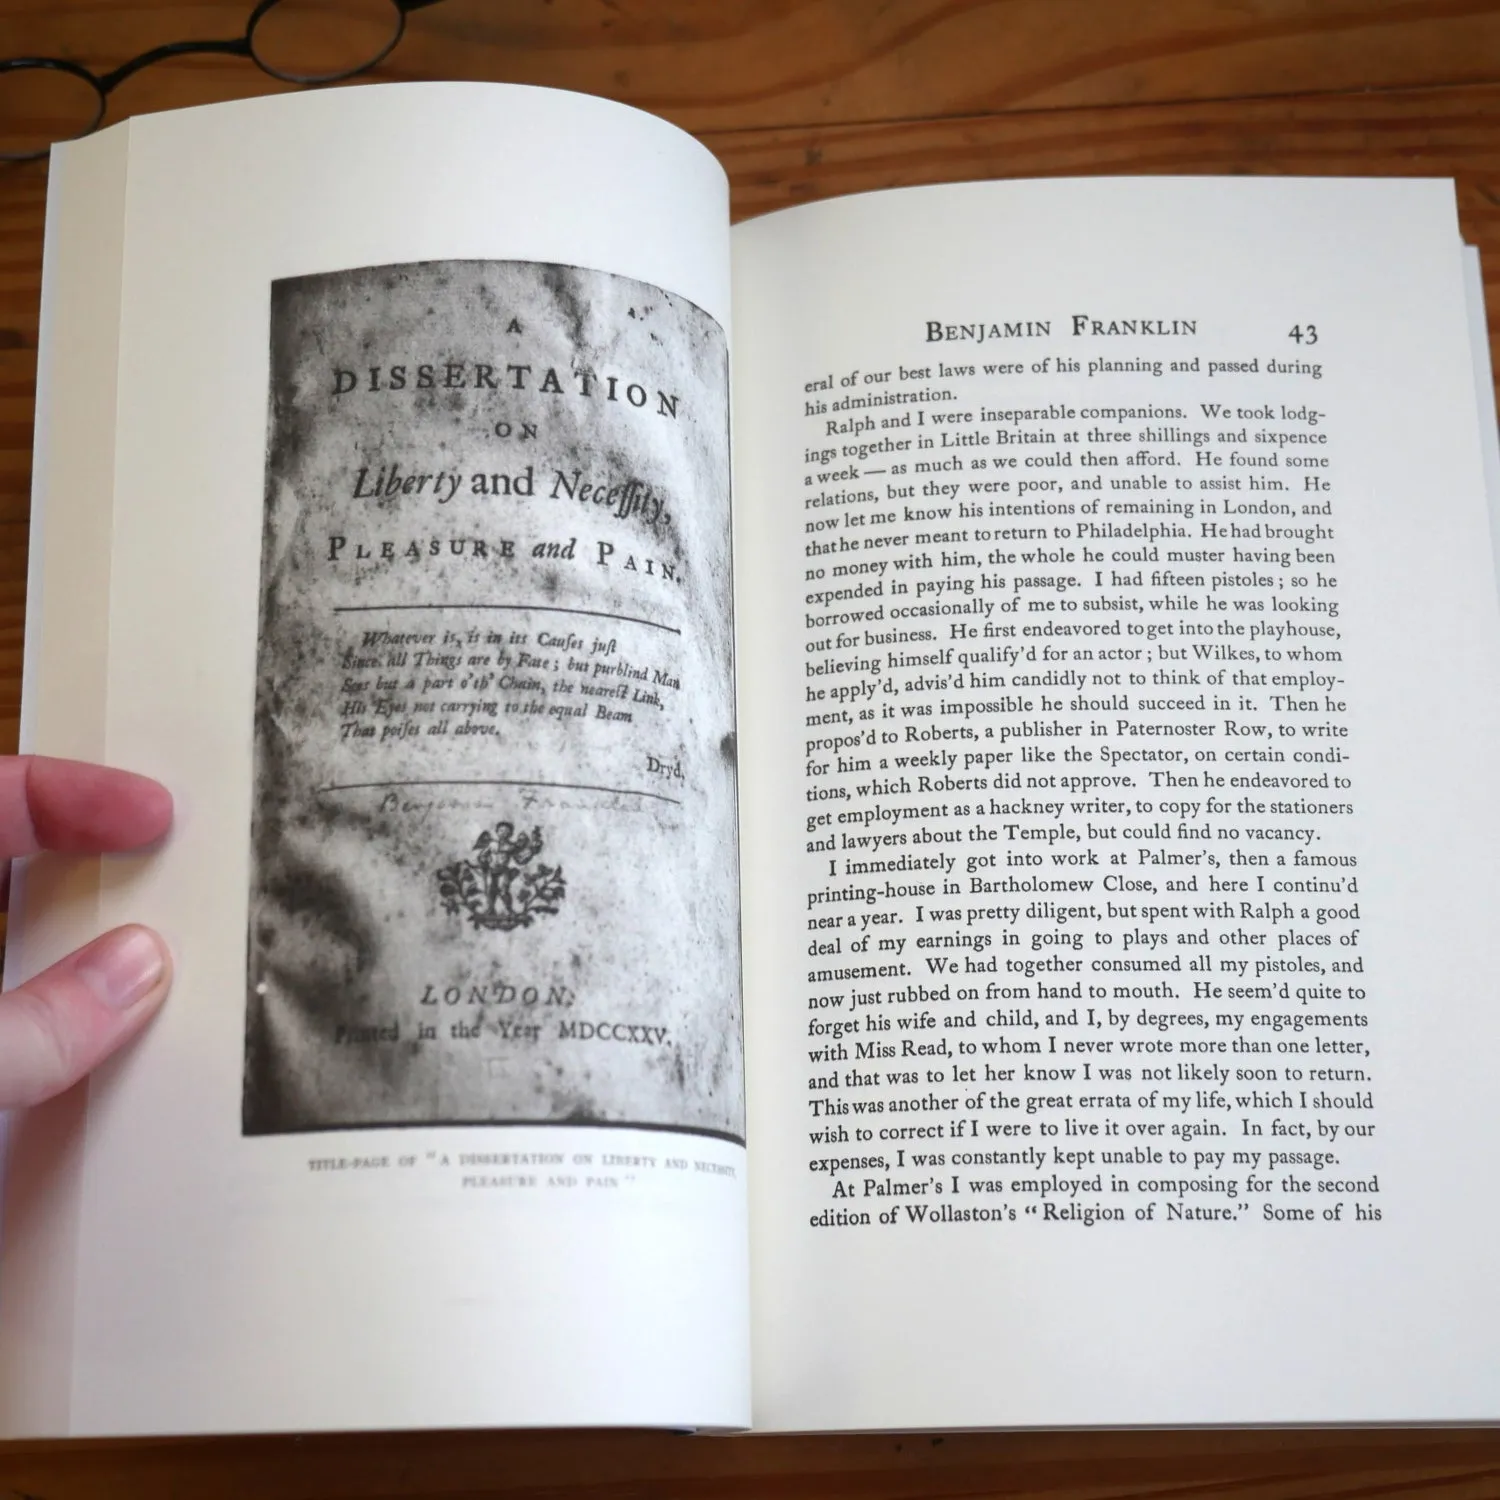 A
DISSERTATION
ON
Liberty and Neceſſity,
PLEASURE and PAIN.
Whatever is, is in its Cauſes juſt
Since all Things are by Fate; but purblind Man
Sees but a part o'th' Chain, the nearest Link,
His Eyes not carrying to the equal Beam
That poiſes all above.
Dryd.
Benjamin Franklin
LONDON:
Printed in the Year MDCCXXV.
TITLE-PAGE OF "A DISSERTATION ON LIBERTY AND NECESSITY,
PLEASURE AND PAIN"
BENJAMIN FRANKLIN 43
eral of our best laws were of his planning and passed during
his administration.
Ralph and I were inseparable companions. We took lodg-
ings together in Little Britain at three shillings and sixpence
a week — as much as we could then afford. He found some
relations, but they were poor, and unable to assist him. He
now let me know his intentions of remaining in London, and
that he never meant to return to Philadelphia. He had brought
no money with him, the whole he could muster having been
expended in paying his passage. I had fifteen pistoles; so he
borrowed occasionally of me to subsist, while he was looking
out for business. He first endeavored to get into the playhouse,
believing himself qualify'd for an actor; but Wilkes, to whom
he apply'd, advis'd him candidly not to think of that employ-
ment, as it was impossible he should succeed in it. Then he
propos'd to Roberts, a publisher in Paternoster Row, to write
for him a weekly paper like the Spectator, on certain condi-
tions, which Roberts did not approve. Then he endeavored to
get employment as a hackney writer, to copy for the stationers
and lawyers about the Temple, but could find no vacancy.
I immediately got into work at Palmer's, then a famous
printing-house in Bartholomew Close, and here I continu'd
near a year. I was pretty diligent, but spent with Ralph a good
deal of my earnings in going to plays and other places of
amusement. We had together consumed all my pistoles, and
now just rubbed on from hand to mouth. He seem'd quite to
forget his wife and child, and I, by degrees, my engagements
with Miss Read, to whom I never wrote more than one letter,
and that was to let her know I was not likely soon to return.
This was another of the great errata of my life, which I should
wish to correct if I were to live it over again. In fact, by our
expenses, I was constantly kept unable to pay my passage.
At Palmer's I was employed in composing for the second
edition of Wollaston's "Religion of Nature." Some of his